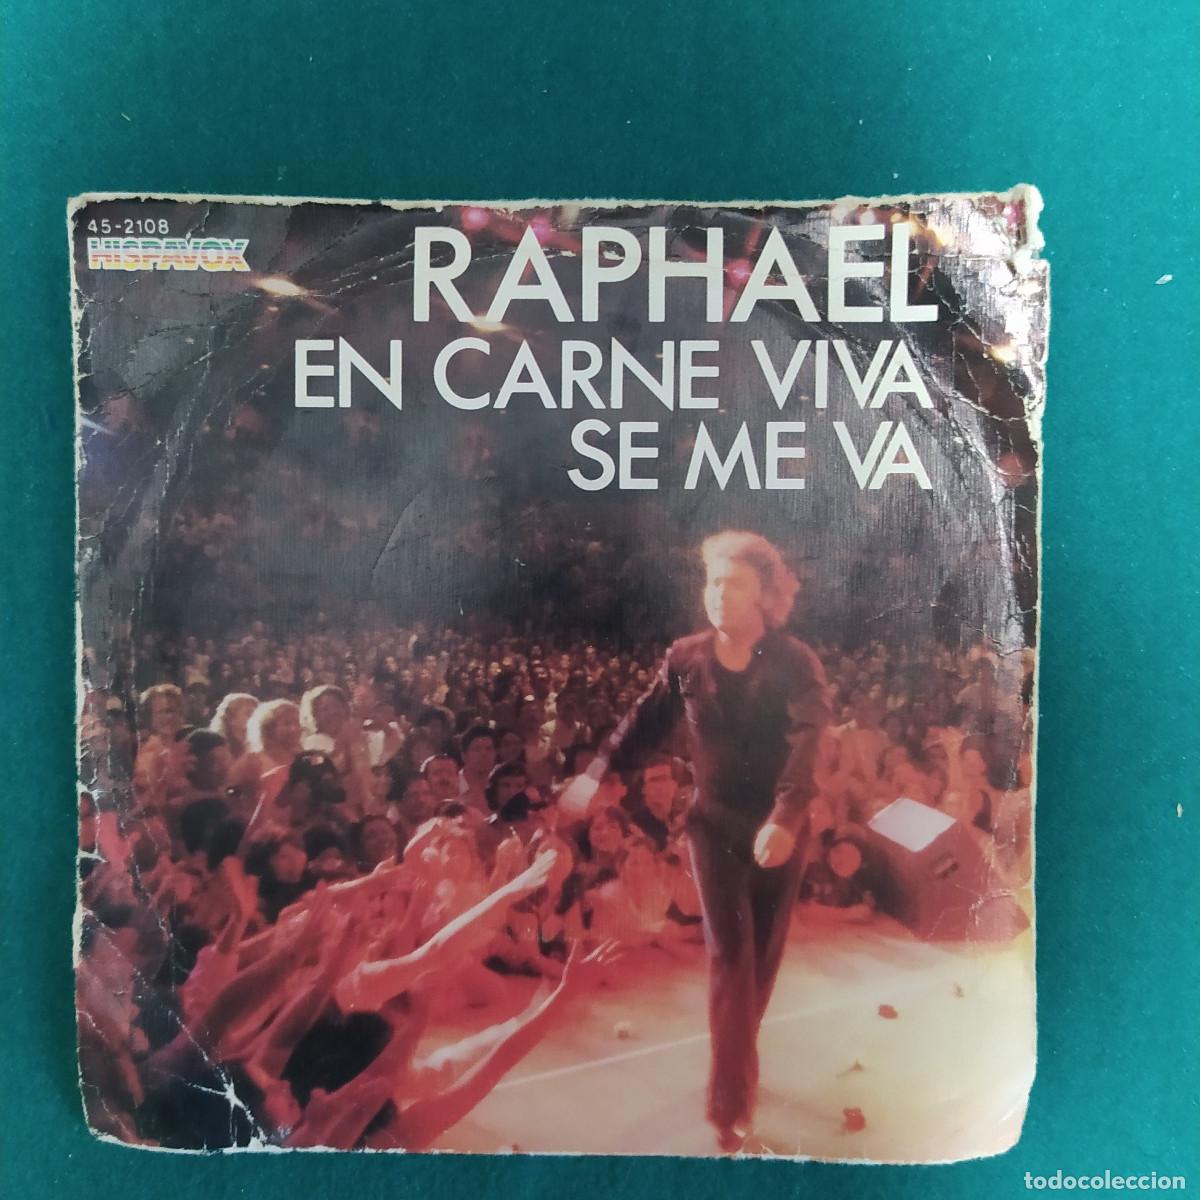 45-2108
HISPAVOX
RAPHAEL
EN CARNE VIVA
SE ME VA
todocoleccion